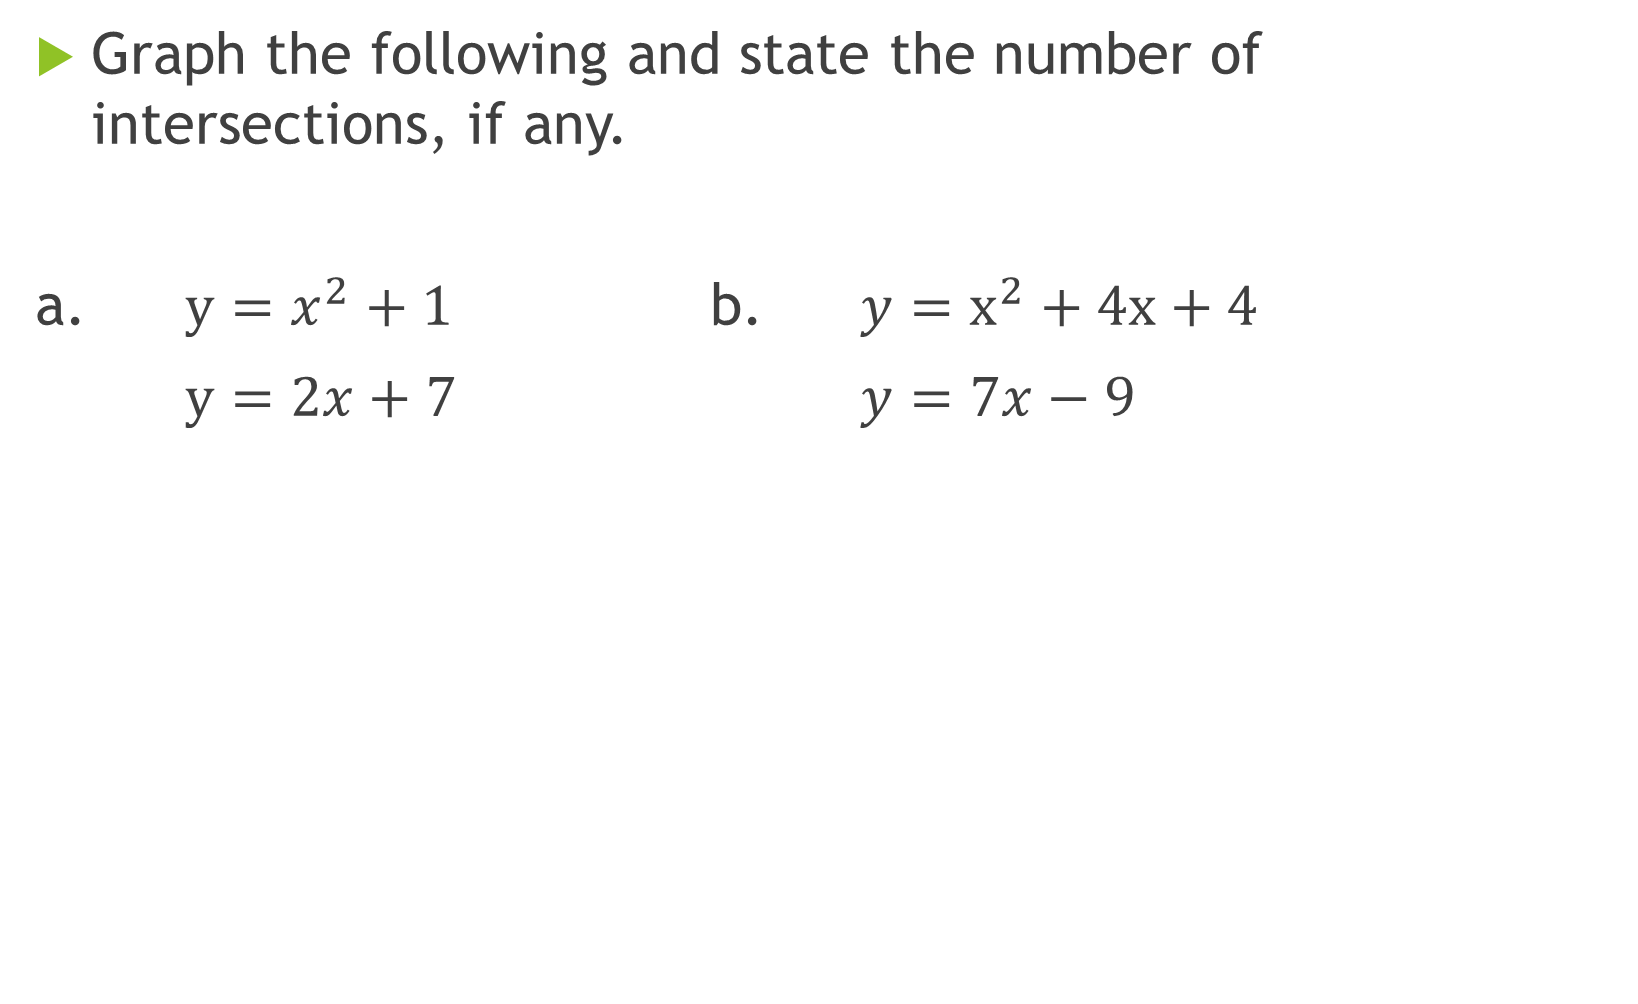 Graph the following and state the number of
intersections, if any.
a. y = x² + 1 b. y = x² + 4x + 4
y = 2x + 7 y = 7x − 9